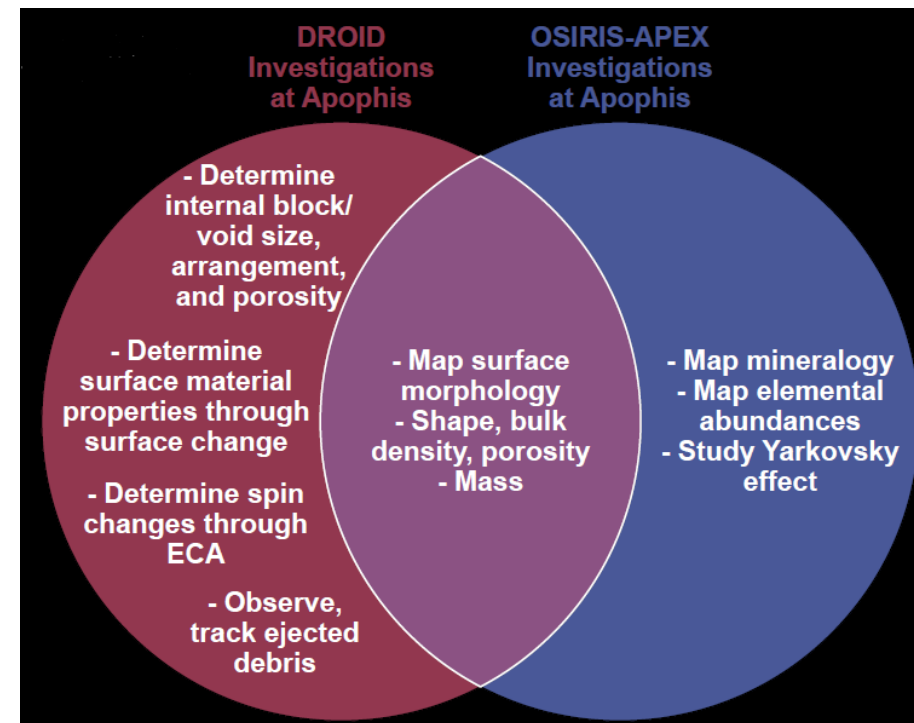 DROID
Investigations
at Apophis
OSIRIS-APEX
Investigations
at Apophis
- Determine
internal block/
void size,
arrangement,
and porosity
- Determine
surface material
properties through
surface change
- Determine spin
changes through
ECA
- Observe,
track ejected
debris
- Map surface
morphology
- Shape, bulk
density, porosity
- Mass
- Map mineralogy
- Map elemental
abundances
- Study Yarkovsky
effect